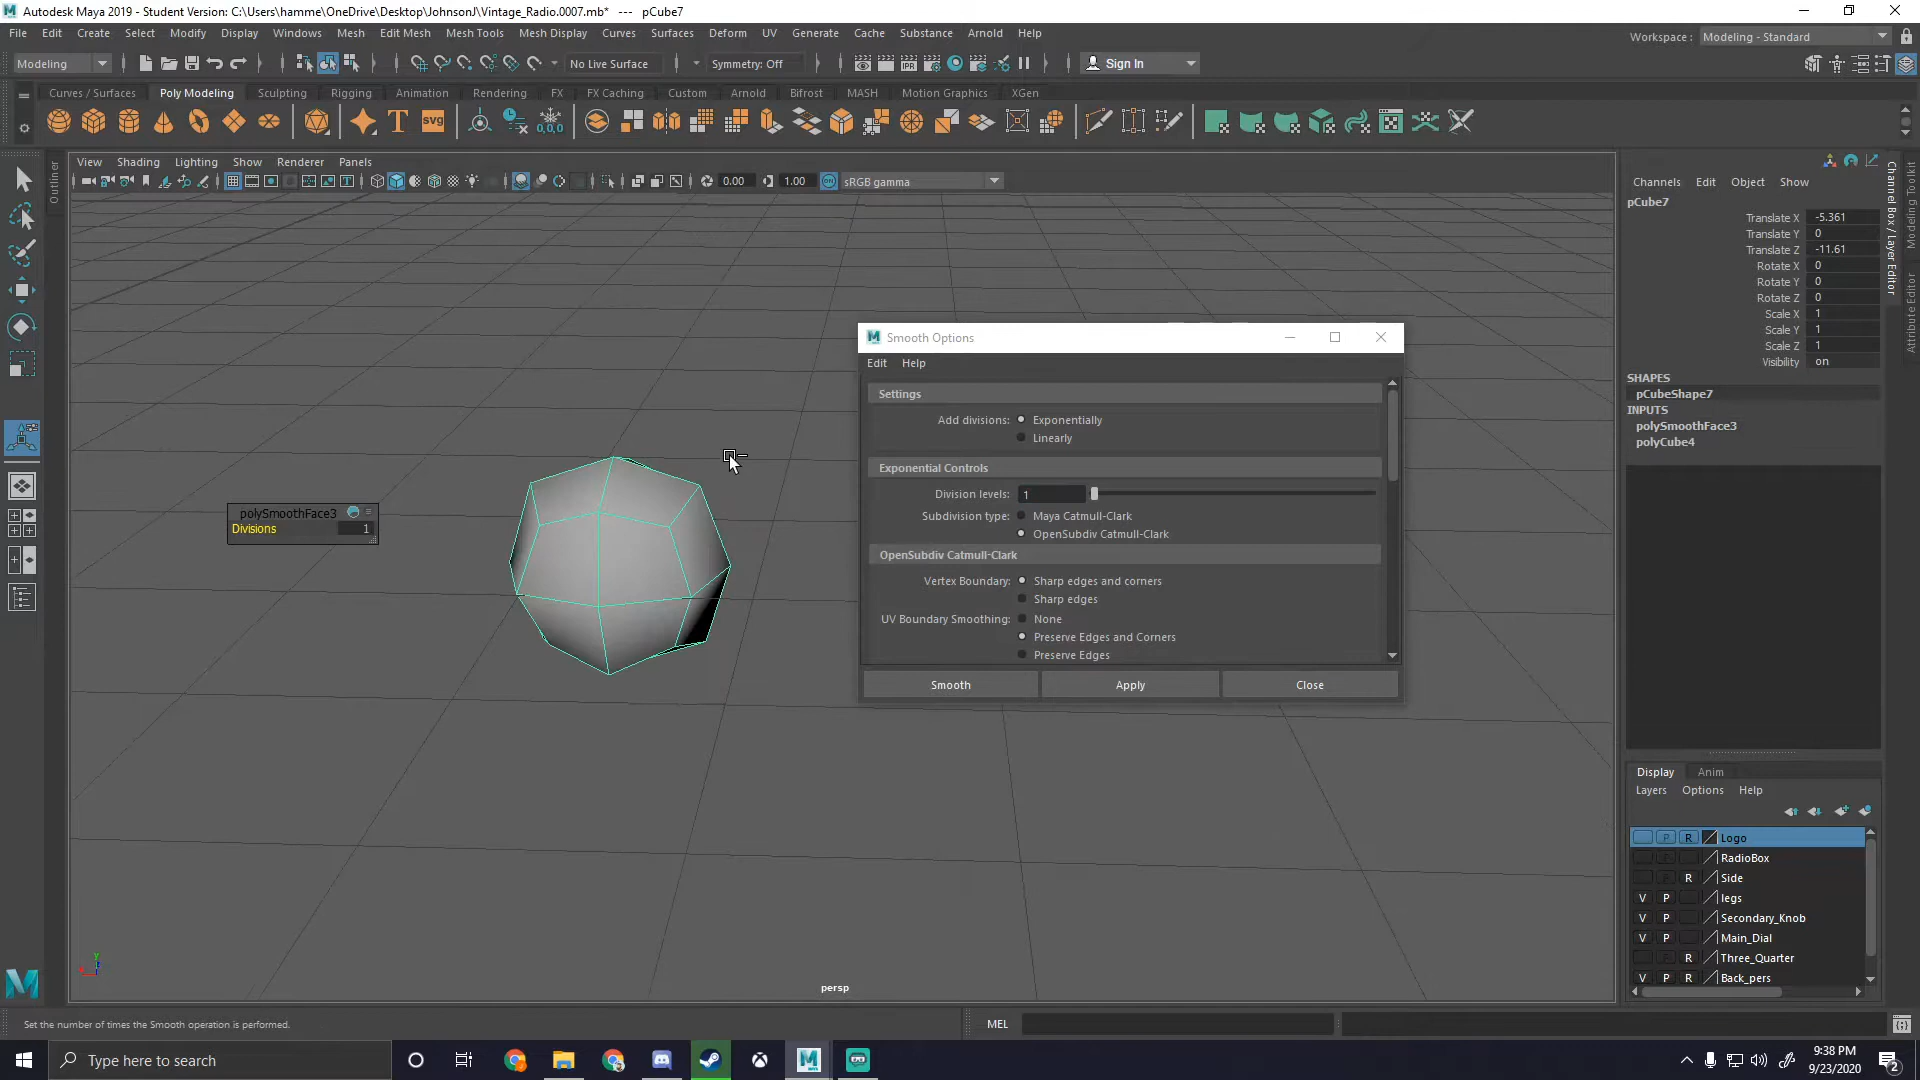 Autodesk Maya 2019 - Student Version: C:\Users\hamme\OneDrive\Desktop\JohnsonJ\Vintage_Radio.0007.mb* --- pCube7
File Edit Create Select Modify Display Windows Mesh Edit Mesh Mesh Tools Mesh Display Curves Surfaces Deform UV Generate Cache Substance Arnold Help
Workspace : Modeling - Standard
Modeling
No Live Surface
Symmetry: Off
Sign In
Curves / Surfaces Poly Modeling Sculpting Rigging Animation Rendering FX FX Caching Custom Arnold Bifrost MASH Motion Graphics XGen
T svg 0,0,0
View Shading Lighting Show Renderer Panels
Outliner
IPR
0.00 1.00 ON sRGB gamma
Channels Edit Object Show
pCube7
Translate X -5.361
Translate Y 0
Translate Z -11.61
Rotate X 0
Rotate Y 0
Rotate Z 0
Scale X 1
Scale Y 1
Scale Z 1
Visibility on
SHAPES
pCubeShape7
INPUTS
polySmoothFace3
polyCube4
Modeling Toolkit
Channel Box / Layer Editor
Attribute Editor
Smooth Options
Edit Help
Settings
Add divisions: Exponentially
Linearly
Exponential Controls
Division levels: 1
Subdivision type: Maya Catmull-Clark
OpenSubdiv Catmull-Clark
OpenSubdiv Catmull-Clark
Vertex Boundary: Sharp edges and corners
Sharp edges
UV Boundary Smoothing: None
Preserve Edges and Corners
Preserve Edges
Smooth Apply Close
polySmoothFace3
Divisions 1
persp
Display Anim
Layers Options Help
P R Logo
RadioBox
R Side
V P legs
V P Secondary_Knob
V P Main_Dial
R Three_Quarter
V P R Back_pers
Set the number of times the Smooth operation is performed.
MEL
Type here to search
9:38 PM
9/23/2020
2